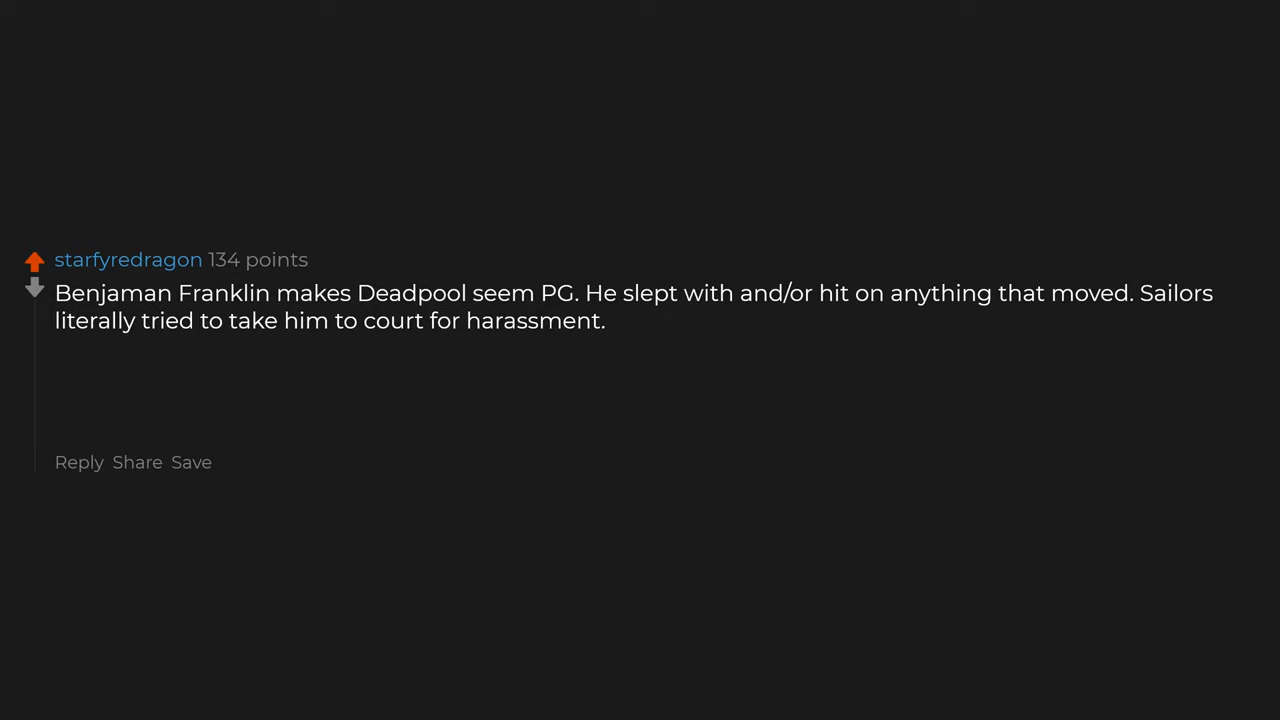 starfyredragon 134 points
Benjaman Franklin makes Deadpool seem PG. He slept with and/or hit on anything that moved. Sailors
literally tried to take him to court for harassment.
Reply Share Save